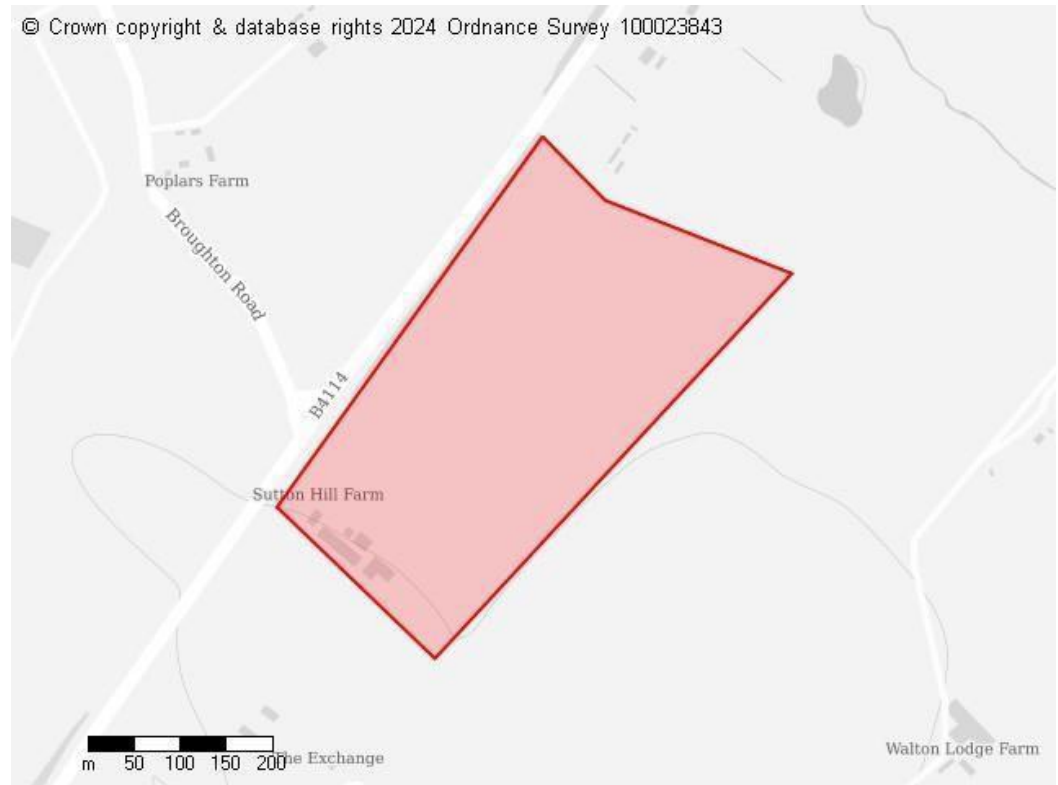 © Crown copyright & database rights 2024 Ordnance Survey 100023843
Poplars Farm
Broughton Road
B4114
Sutton Hill Farm
The Exchange
Walton Lodge Farm
m 50 100 150 200